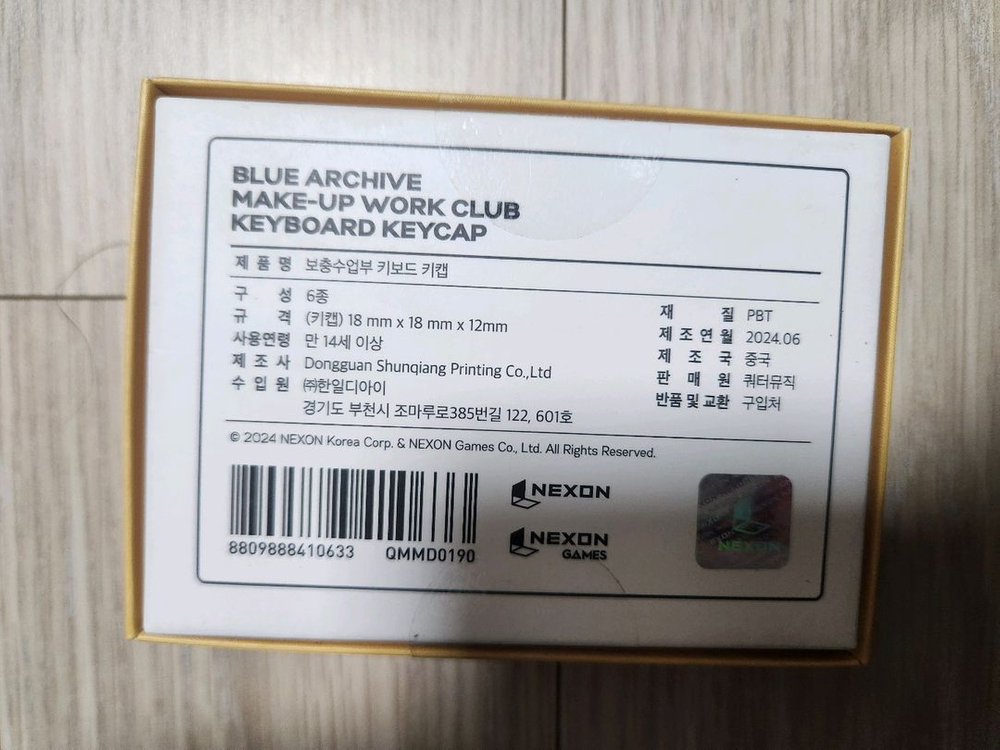 BLUE ARCHIVE
MAKE-UP WORK CLUB
KEYBOARD KEYCAP
제 품 명 보충수업부 키보드 키캡
구 성 6종
규 격 (키캡) 18 mm x 18 mm x 12mm
사용연령 만 14세 이상
제 조 사 Dongguan Shunqiang Printing Co.,Ltd
수 입 원 ㈜한일디아이
경기도 부천시 조마루로385번길 122, 601호
재 질 PBT
제 조 연 월 2024.06
제 조 국 중국
판 매 원 쿼터뮤직
반품 및 교환 구입처
© 2024 NEXON Korea Corp. & NEXON Games Co., Ltd. All Rights Reserved.
8809888410633 QMMD0190
NEXON
NEXON
GAMES
NEXON